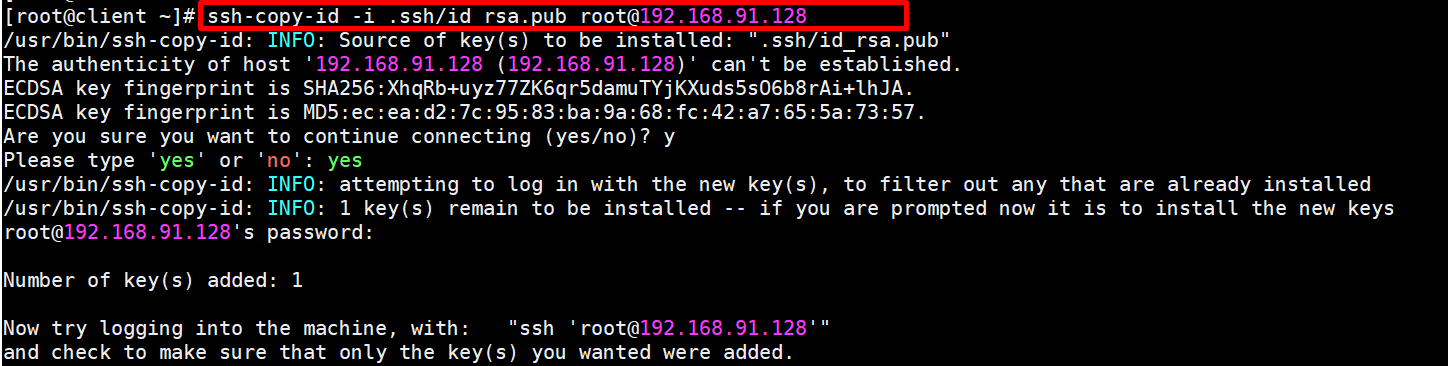 [root@client ~]# ssh-copy-id -i .ssh/id_rsa.pub root@192.168.91.128
/usr/bin/ssh-copy-id: INFO: Source of key(s) to be installed: ".ssh/id_rsa.pub"
The authenticity of host '192.168.91.128 (192.168.91.128)' can't be established.
ECDSA key fingerprint is SHA256:XhqRb+uyz77ZK6qr5damuTYjKXuds5sO6b8rAi+lhJA.
ECDSA key fingerprint is MD5:ec:ea:d2:7c:95:83:ba:9a:68:fc:42:a7:65:5a:73:57.
Are you sure you want to continue connecting (yes/no)? y
Please type 'yes' or 'no': yes
/usr/bin/ssh-copy-id: INFO: attempting to log in with the new key(s), to filter out any that are already installed
/usr/bin/ssh-copy-id: INFO: 1 key(s) remain to be installed -- if you are prompted now it is to install the new keys
root@192.168.91.128's password:
Number of key(s) added: 1
Now try logging into the machine, with:   "ssh 'root@192.168.91.128'"
and check to make sure that only the key(s) you wanted were added.